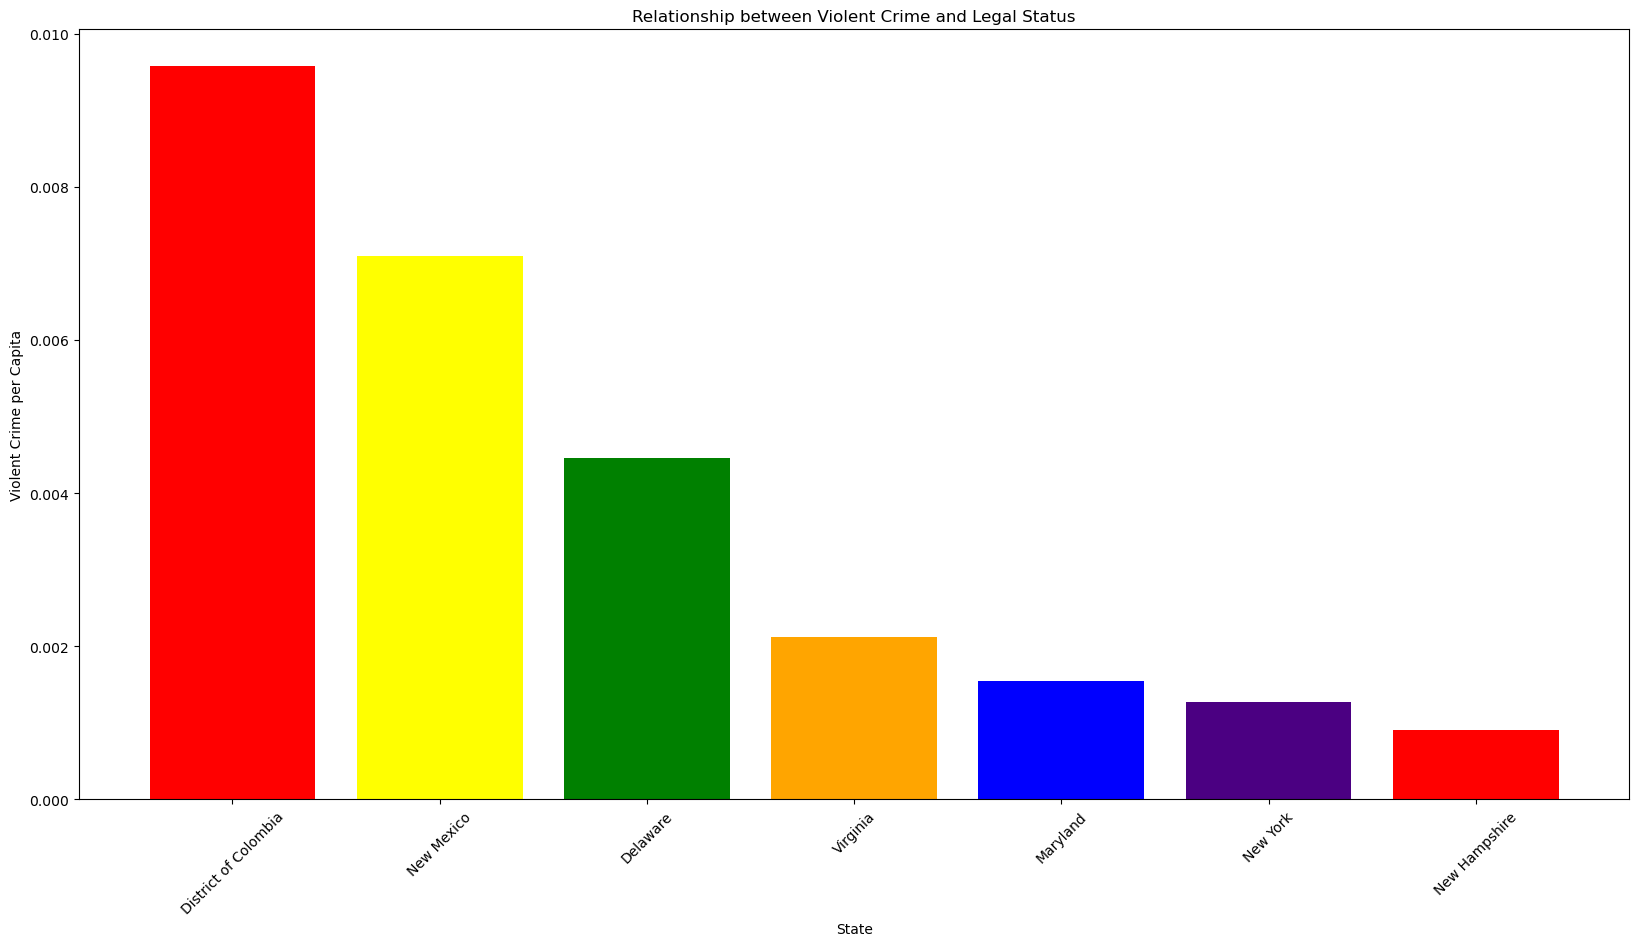 Relationship between Violent Crime and Legal Status
Violent Crime per Capita
0.010
0.008
0.006
0.004
0.002
0.000
District of Colombia
New Mexico
Delaware
Virginia
Maryland
New York
New Hampshire
State